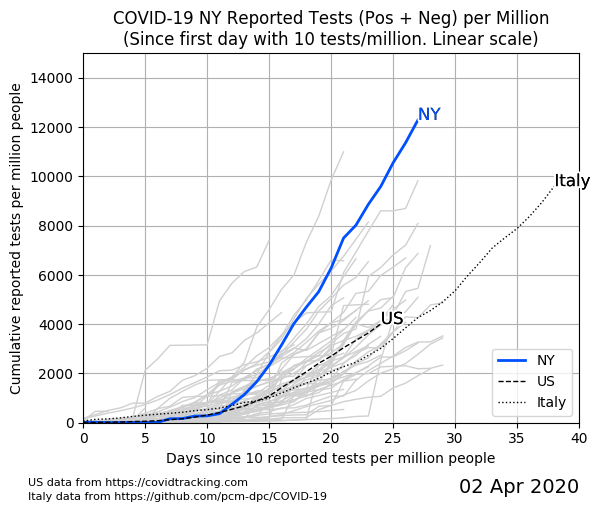 COVID-19 NY Reported Tests (Pos + Neg) per Million
(Since first day with 10 tests/million. Linear scale)
Cumulative reported tests per million people
14000
12000
10000
8000
6000
4000
2000
0
NY
Italy
US
NY
US
Italy
0 5 10 15 20 25 30 35 40
Days since 10 reported tests per million people
US data from https://covidtracking.com
Italy data from https://github.com/pcm-dpc/COVID-19
02 Apr 2020